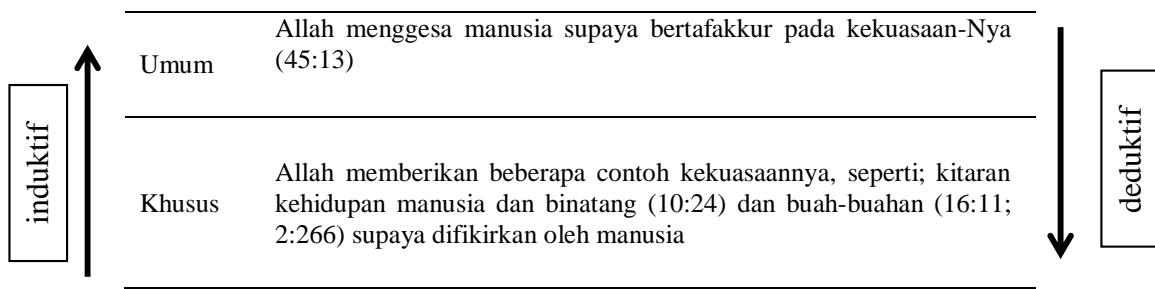 induktif
Umum
Allah menggesa manusia supaya bertafakkur pada kekuasaan-Nya
(45:13)
Khusus
Allah memberikan beberapa contoh kekuasaannya, seperti; kitaran
kehidupan manusia dan binatang (10:24) dan buah-buahan (16:11;
2:266) supaya difikirkan oleh manusia
deduktif